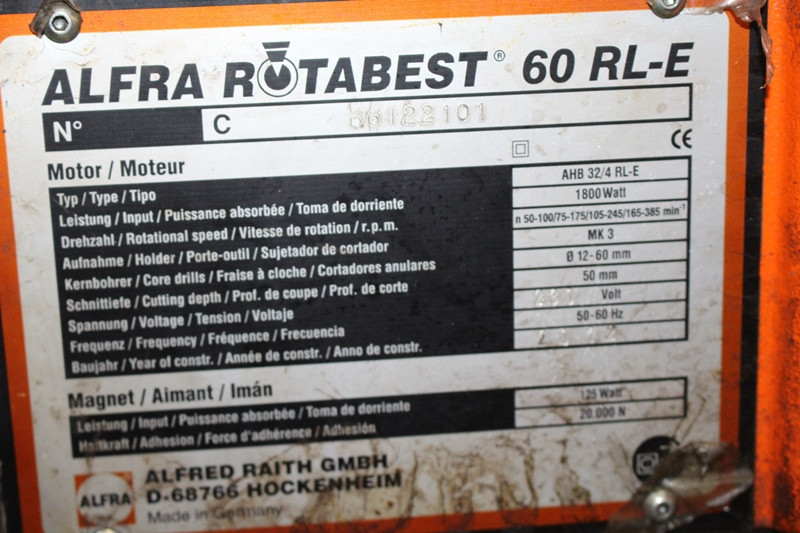 ALFRA ROTABEST® 60 RL-E
N° C 66122101
CE
Motor / Moteur
Typ / Type / Tipo AHB 32/4 RL-E
Leistung / Input / Puissance absorbée / Toma de dorriente 1800 Watt
Drehzahl / Rotational speed / Vitesse de rotation / r.p.m. n 50-100/75-175/105-245/165-385 min⁻¹
Aufnahme / Holder / Porte-outil / Sujetador de cortador MK 3
Kernbohrer / Core drills / Fraise à cloche / Cortadores anulares Ø 12-60 mm
Schnittiefe / Cutting depth / Prof. de coupe / Prof. de corte 50 mm
Spannung / Voltage / Tension / Voltaje Volt
Frequenz / Frequency / Fréquence / Frecuencia 50-60 Hz
Baujahr / Year of constr. / Année de constr. / Anno de constr.
Magnet / Aimant / Imán
Leistung / Input / Puissance absorbée / Toma de dorriente 125 Watt
Haftkraft / Adhesion / Force d'adhérence / Adhesión 20.000 N
ALFRA
ALFRED RAITH GMBH
D-68766 HOCKENHEIM
Made in Germany